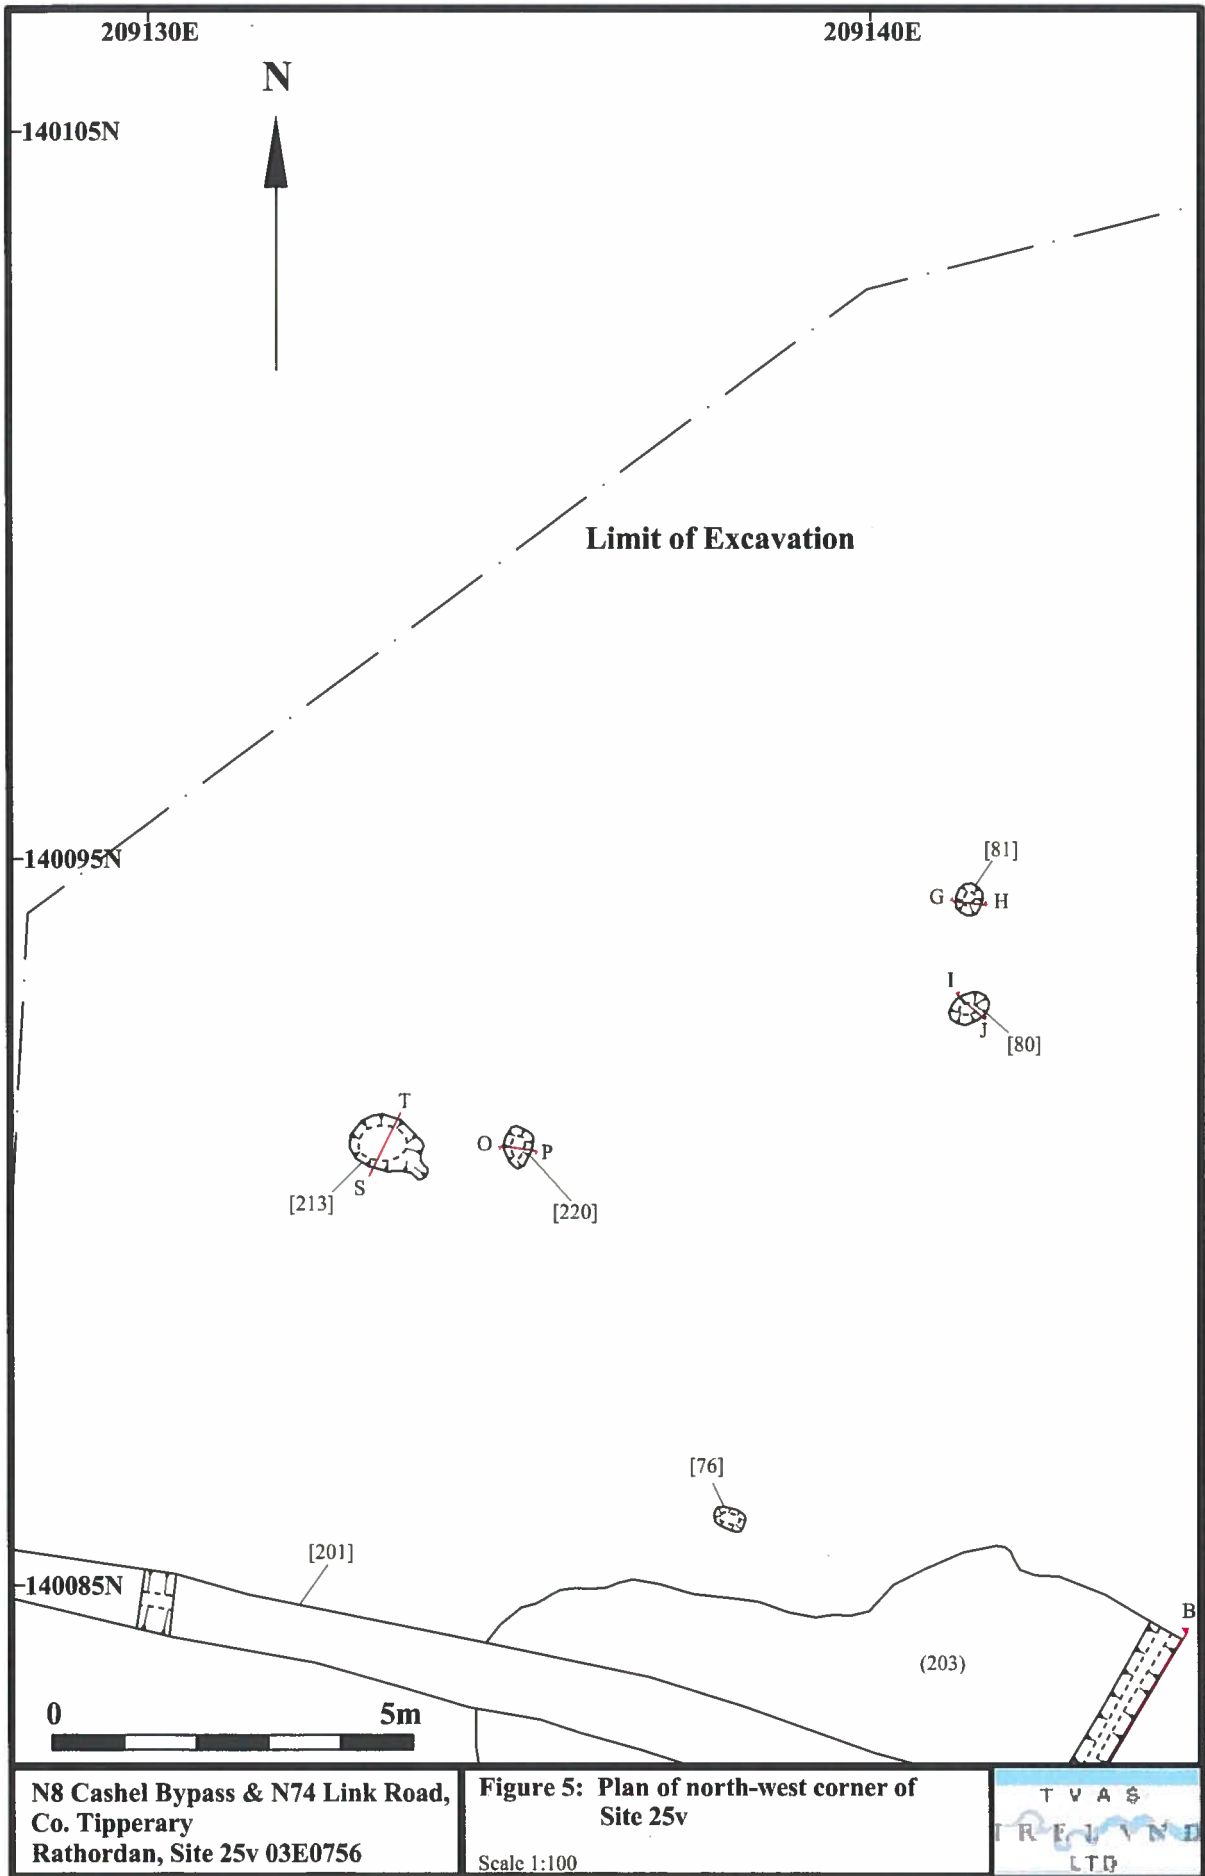 209130E
209140E
N
140105N
Limit of Excavation
140095N
[81]
G
H
I
J
[80]
T
O
P
S
[213]
[220]
[76]
[201]
140085N
B
(203)
0
5m
N8 Cashel Bypass & N74 Link Road,
Co. Tipperary
Rathordan, Site 25v 03E0756
Figure 5: Plan of north-west corner of
Site 25v
Scale 1:100
T V A S
IRELAND
LTD